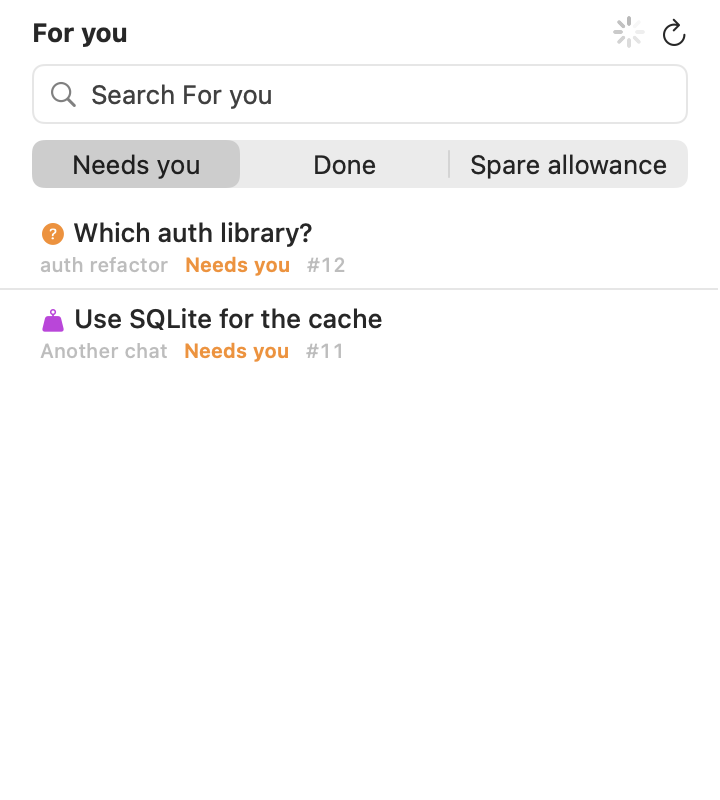 For you
Search For you
Needs you Done Spare allowance
? Which auth library?
auth refactor Needs you #12
Use SQLite for the cache
Another chat Needs you #11